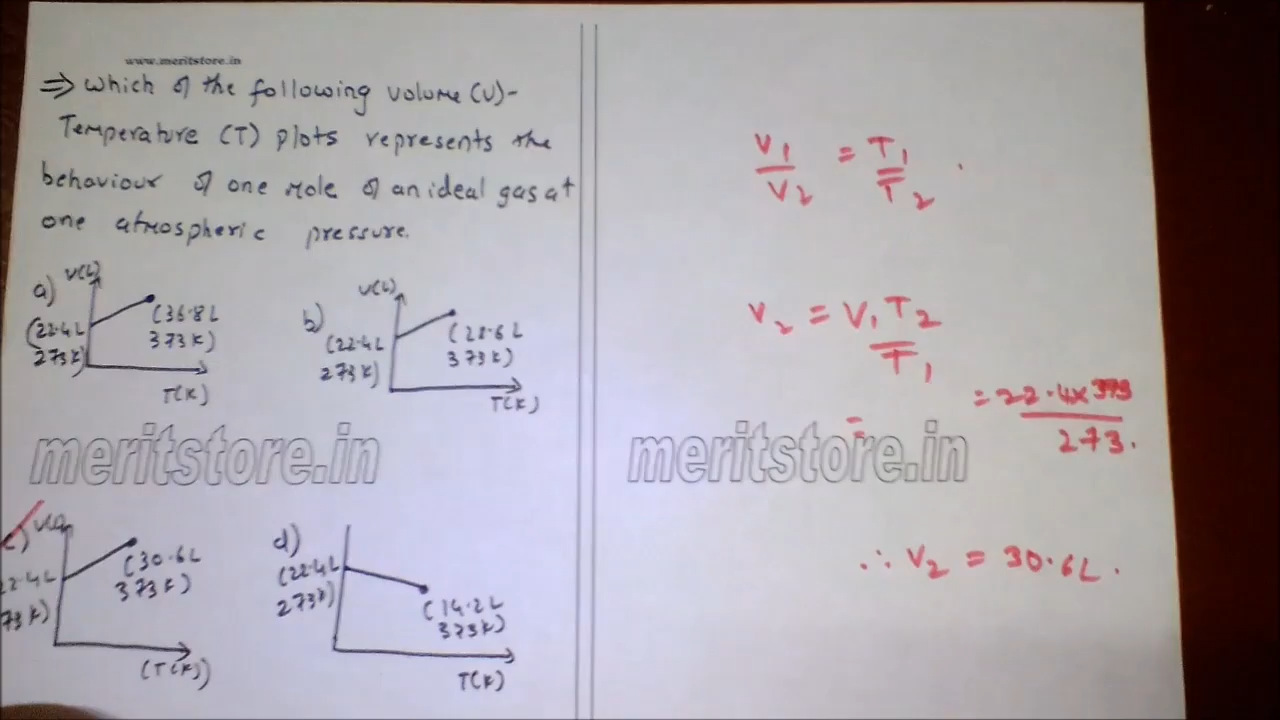 www.meritstore.in
⇒ Which of the following volume (V)-
Temperature (T) plots represents the
behaviour of one mole of an ideal gas at
one atmospheric pressure.
a) V(L)
(22.4L
273K)
(36.8L
373K)
T(K)
b) V(L)
(22.4L
273K)
(28.6L
373K)
T(K)
meritstore.in
c)
22.4L
73K)
(30.6L
373K)
(T(K))
d)
(22.4L
273K)
(14.2L
373K)
T(K)
V1/V2 = T1/T2
V2 = V1T2/T1
= 22.4x373/273.
=
meritstore.in
∴ V2 = 30.6L.